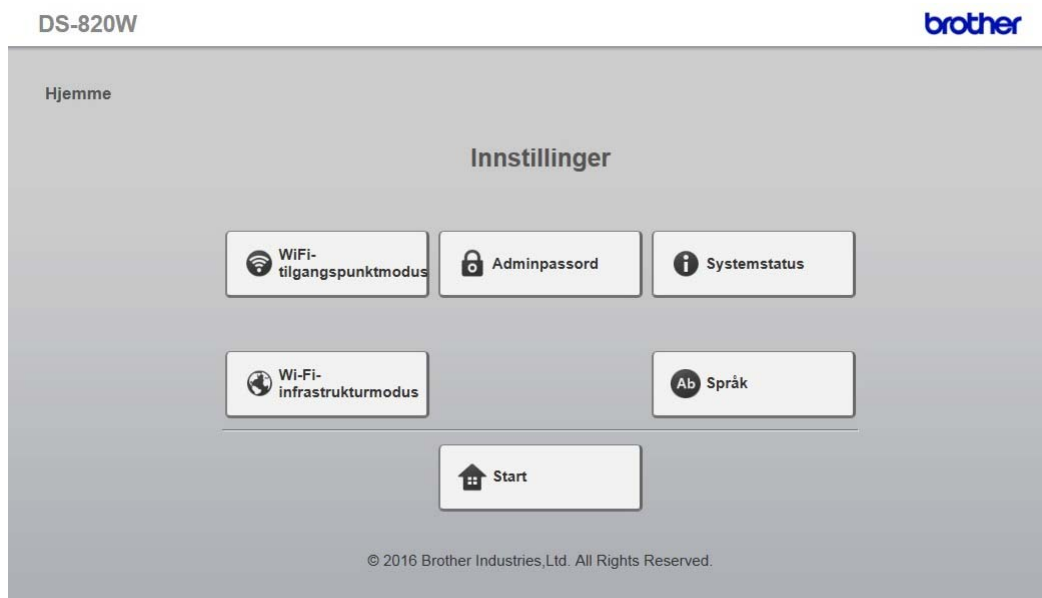 DS-820W
brother
Hjemme
Innstillinger
WiFi-
tilgangspunktmodus
Adminpassord
Systemstatus
Wi-Fi-
infrastrukturmodus
Ab
Språk
Start
© 2016 Brother Industries,Ltd. All Rights Reserved.